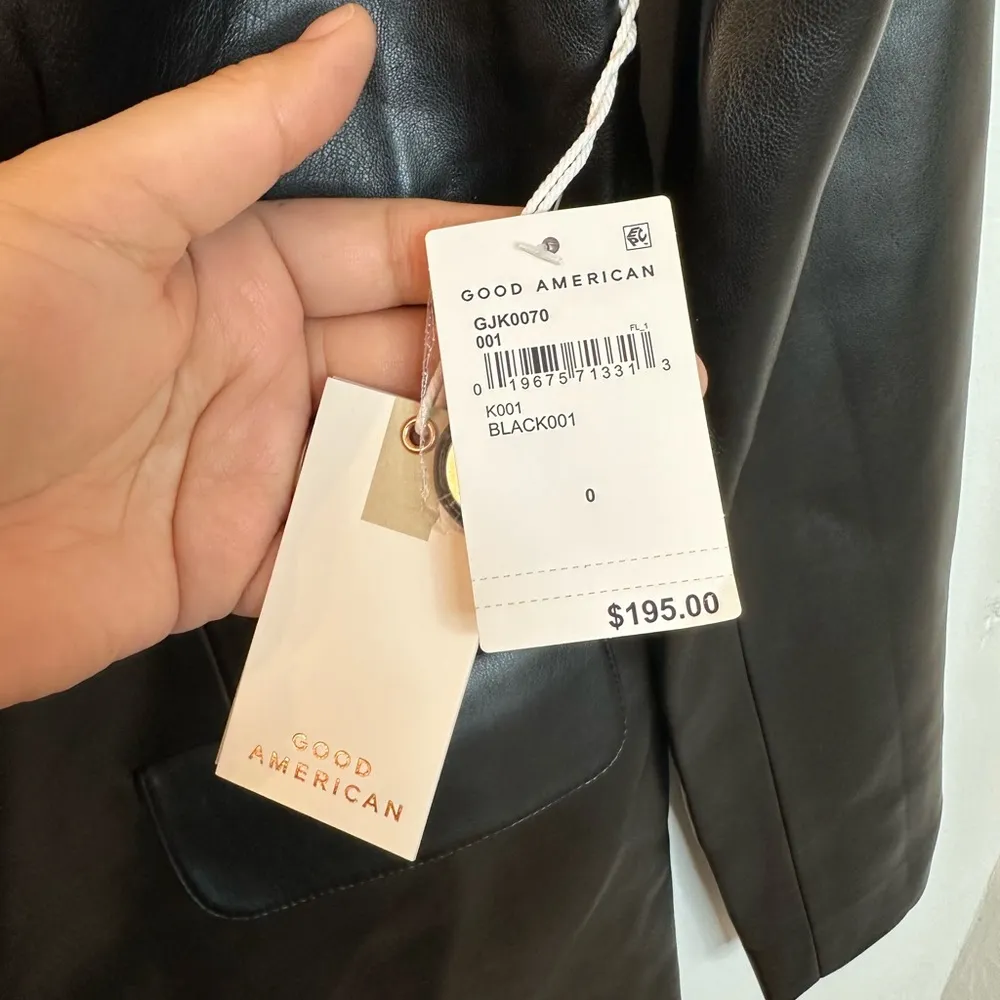 GOOD AMERICAN
GJK0070
001
FL_1
0 19675 71331 3
K001
BLACK001
0
$195.00
GOOD
AMERICAN